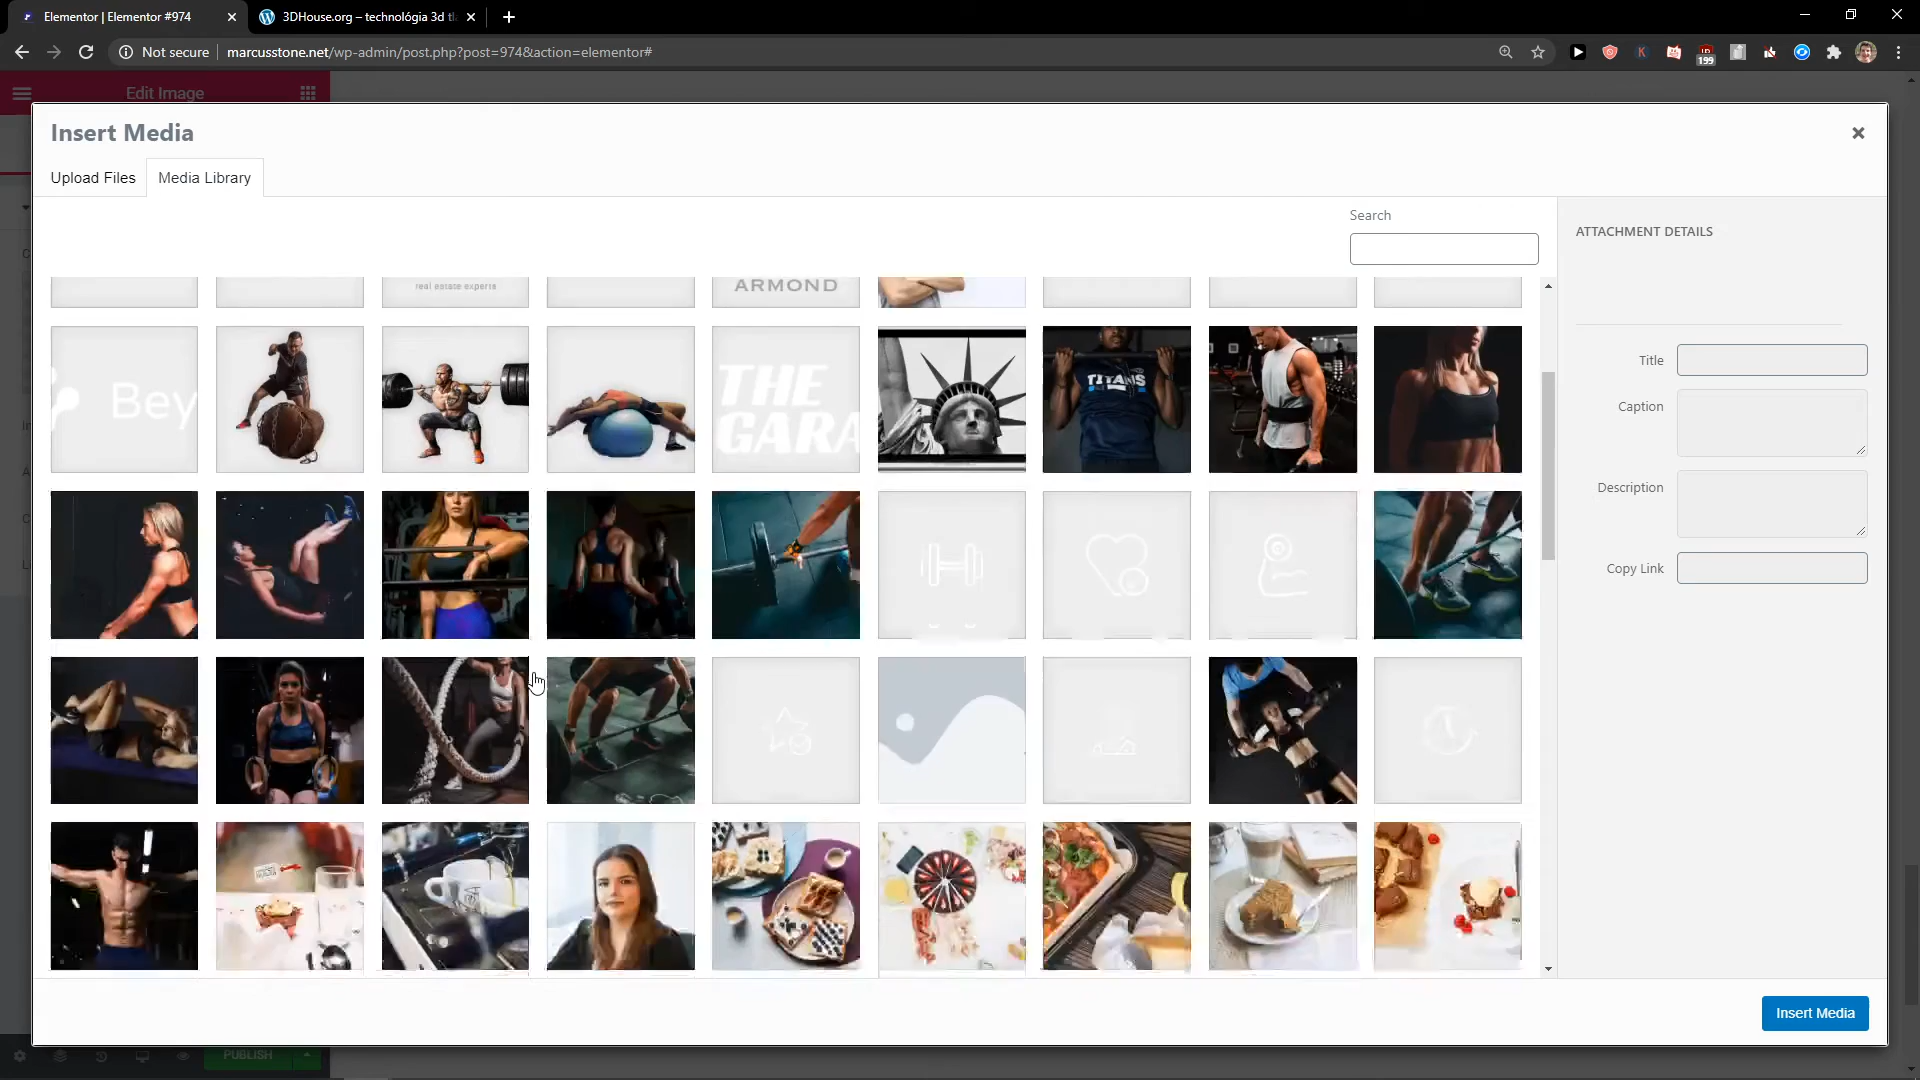 Elementor | Elementor #974
3DHouse.org – technológia 3d tl
Not secure
marcusstone.net/wp-admin/post.php?post=974&action=elementor#
K
199
Edit Image
Insert Media
Upload Files
Media Library
Search
ATTACHMENT DETAILS
real estate experts
ARMOND
Bey
THE
GARA
TITANS
Title
Caption
Description
Copy Link
Insert Media
PUBLISH